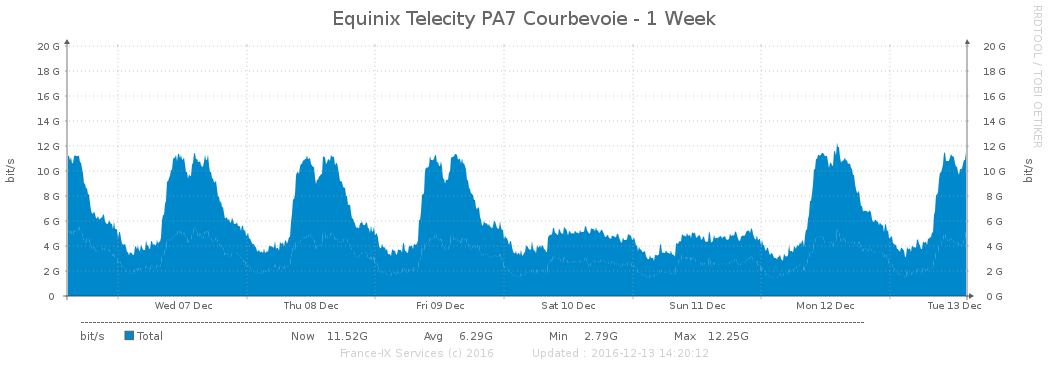 Equinix Telecity PA7 Courbevoie - 1 Week
RRDTOOL / TOBI OETIKER
bit/s
20 G 20 G
18 G 18 G
16 G 16 G
14 G 14 G
12 G 12 G
10 G 10 G
8 G 8 G
6 G 6 G
4 G 4 G
2 G 2 G
0 0 G
bit/s
Wed 07 Dec Thu 08 Dec Fri 09 Dec Sat 10 Dec Sun 11 Dec Mon 12 Dec Tue 13 Dec
bit/s Total Now 11.52G Avg 6.29G Min 2.79G Max 12.25G
France-IX Services (c) 2016 Updated : 2016-12-13 14:20:12